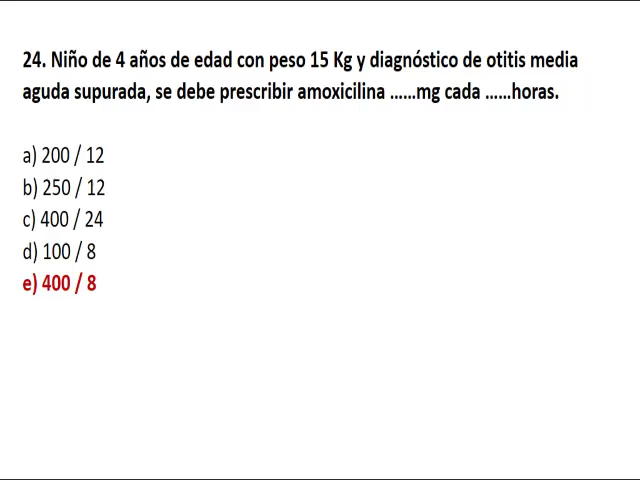 24. Niño de 4 años de edad con peso 15 Kg y diagnóstico de otitis media
aguda supurada, se debe prescribir amoxicilina ......mg cada ......horas.
a) 200 / 12
b) 250 / 12
c) 400 / 24
d) 100 / 8
e) 400 / 8